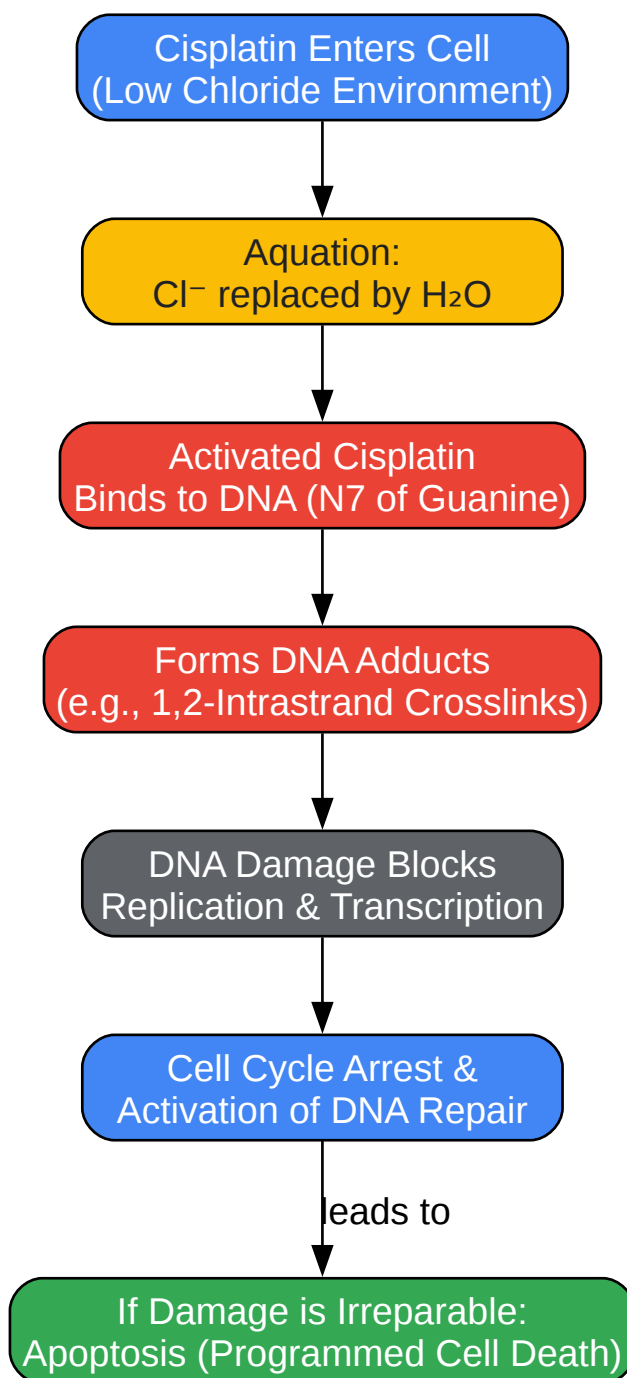 Cisplatin Enters Cell
(Low Chloride Environment)
Aquation:
Cl⁻ replaced by H₂O
Activated Cisplatin
Binds to DNA (N7 of Guanine)
Forms DNA Adducts
(e.g., 1,2-Intrastrand Crosslinks)
DNA Damage Blocks
Replication & Transcription
Cell Cycle Arrest &
Activation of DNA Repair
leads to
If Damage is Irreparable:
Apoptosis (Programmed Cell Death)